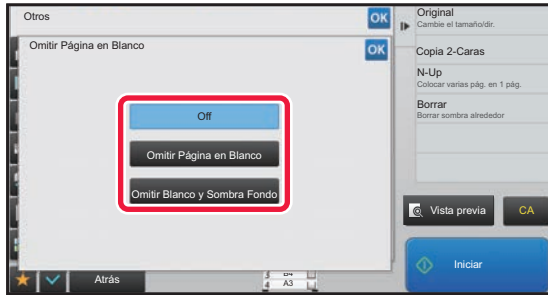 Otros
OK
Omitir Página en Blanco
OK
Off
Omitir Página en Blanco
Omitir Blanco y Sombra Fondo
Atrás
3
4 A3
Original
Cambie el tamaño/dir.
Copia 2-Caras
N-Up
Colocar varias pág. en 1 pág.
Borrar
Borrar sombra alrededor
Vista previa
CA
Iniciar